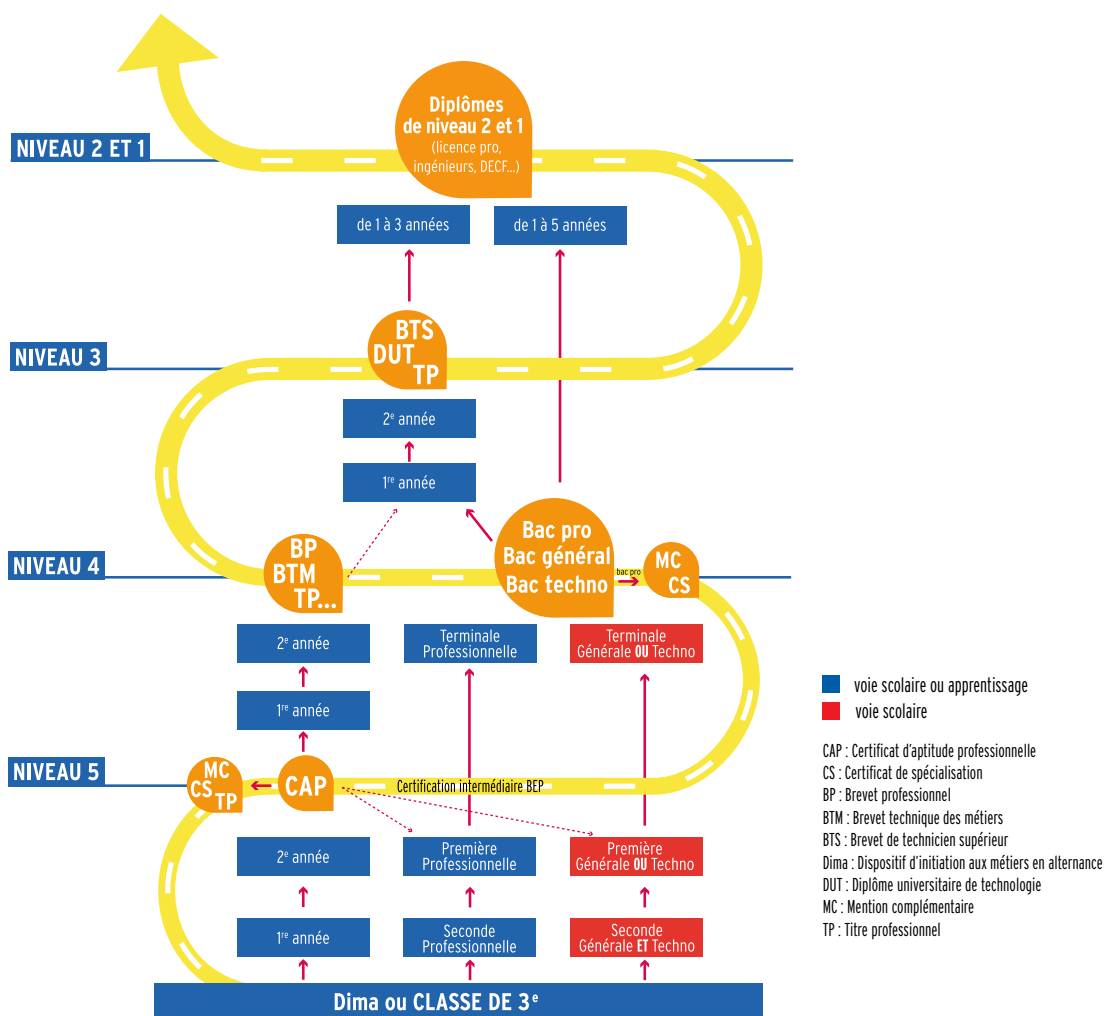 Diplômes
de niveau 2 et 1
(licence pro,
ingénieurs, DECF...)
NIVEAU 2 ET 1
de 1 à 3 années
de 1 à 5 années
BTS
DUT
TP
NIVEAU 3
2e année
1re année
Bac pro
Bac général
Bac techno
BP
BTM
TP...
bac pro
MC
CS
NIVEAU 4
2e année
Terminale
Professionnelle
Terminale
Générale OU Techno
1re année
voie scolaire ou apprentissage
voie scolaire
NIVEAU 5
MC
CS
TP
CAP
Certification intermédiaire BEP
CAP : Certificat d'aptitude professionnelle
CS : Certificat de spécialisation
BP : Brevet professionnel
BTM : Brevet technique des métiers
BTS : Brevet de technicien supérieur
Dima : Dispositif d'initiation aux métiers en alternance
DUT : Diplôme universitaire de technologie
MC : Mention complémentaire
TP : Titre professionnel
2e année
Première
Professionnelle
Première
Générale OU Techno
1re année
Seconde
Professionnelle
Seconde
Générale ET Techno
Dima ou CLASSE DE 3e